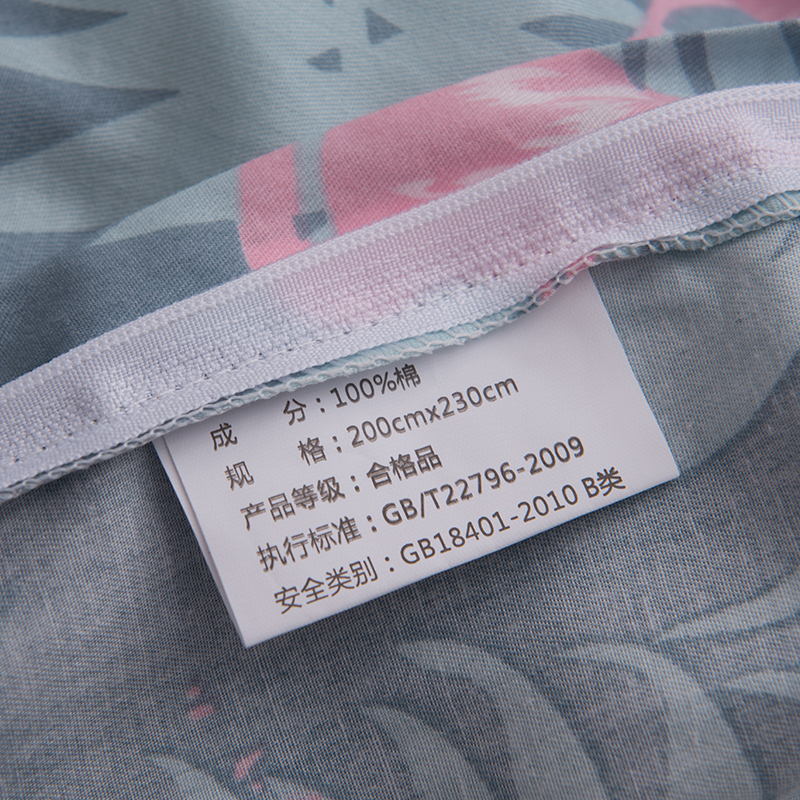 成 分：100%棉
规 格：200cmx230cm
产品等级：合格品
执行标准：GB/T22796-2009
安全类别：GB18401-2010 B类